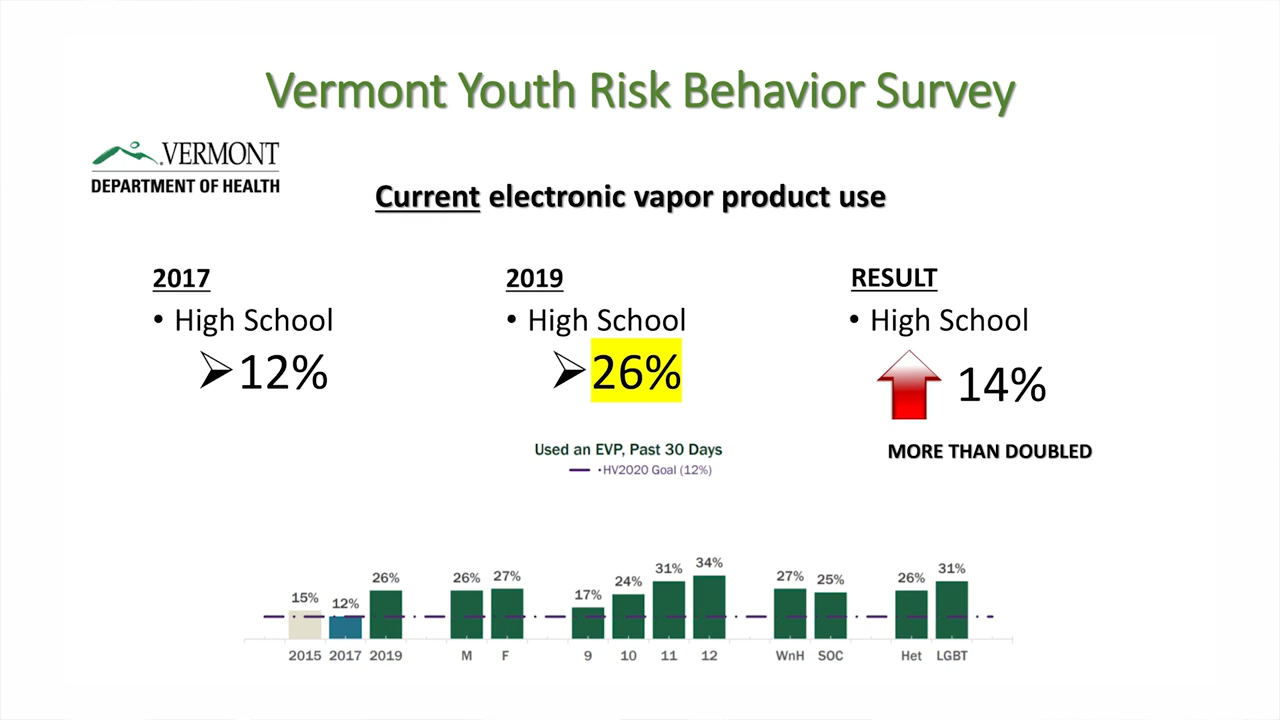 Vermont Youth Risk Behavior Survey
VERMONT
DEPARTMENT OF HEALTH
Current electronic vapor product use
2017
• High School
➢12%
2019
• High School
➢26%
RESULT
• High School
14%
MORE THAN DOUBLED
Used an EVP, Past 30 Days
HV2020 Goal (12%)
15% 12% 26% 26% 27% 17% 24% 31% 34% 27% 25% 26% 31%
2015 2017 2019 M F 9 10 11 12 WnH SOC Het LGBT